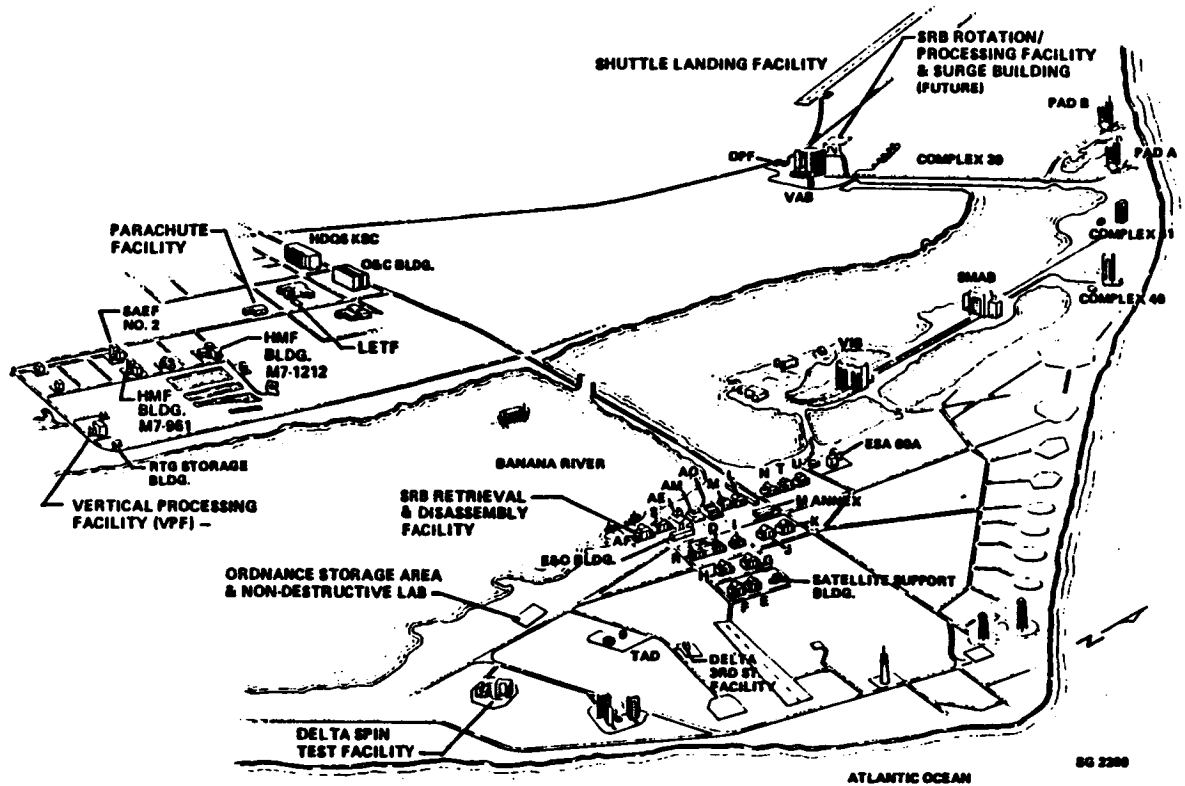 SHUTTLE LANDING FACILITY
SRB ROTATION/
PROCESSING FACILITY
& SURGE BUILDING
(FUTURE)
PAD B
PAD A
OPF
VAB
COMPLEX 39
COMPLEX 41
COMPLEX 40
SMAB
VIB
PARACHUTE
FACILITY
HDQS KSC
O&C BLDG.
SAEF
NO. 2
HMF
BLDG.
M7-1212
LETF
HMF
BLDG.
M7-961
RTG STORAGE
BLDG.
VERTICAL PROCESSING
FACILITY (VPF) –
BANANA RIVER
ESA 60A
SRB RETRIEVAL
& DISASSEMBLY
FACILITY
AO
AM
AE
S
M
L
N
T
U
M ANNEX
AF
E&O BLDG.
R
Q
I
K
J
H
G
F
E
SATELLITE SUPPORT
BLDG.
ORDNANCE STORAGE AREA
& NON-DESTRUCTIVE LAB
TAD
DELTA
3RD ST.
FACILITY
DELTA SPIN
TEST FACILITY
ATLANTIC OCEAN